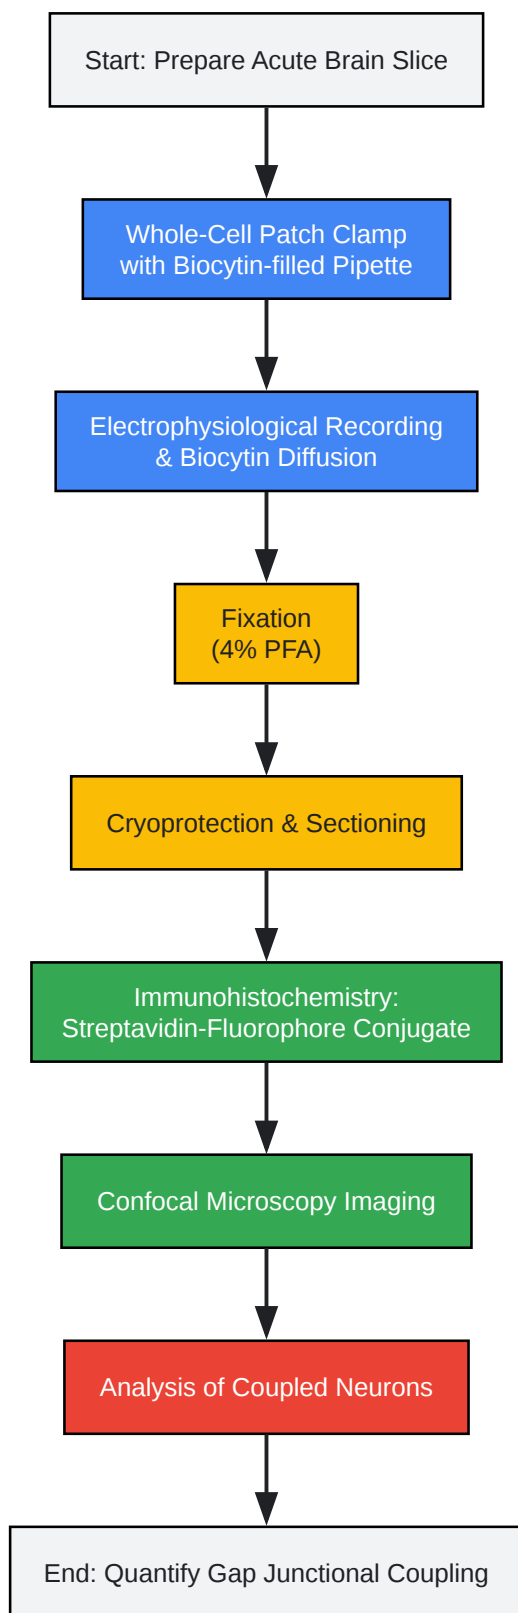 Start: Prepare Acute Brain Slice
Whole-Cell Patch Clamp
with Biocytin-filled Pipette
Electrophysiological Recording
& Biocytin Diffusion
Fixation
(4% PFA)
Cryoprotection & Sectioning
Immunohistochemistry:
Streptavidin-Fluorophore Conjugate
Confocal Microscopy Imaging
Analysis of Coupled Neurons
End: Quantify Gap Junctional Coupling